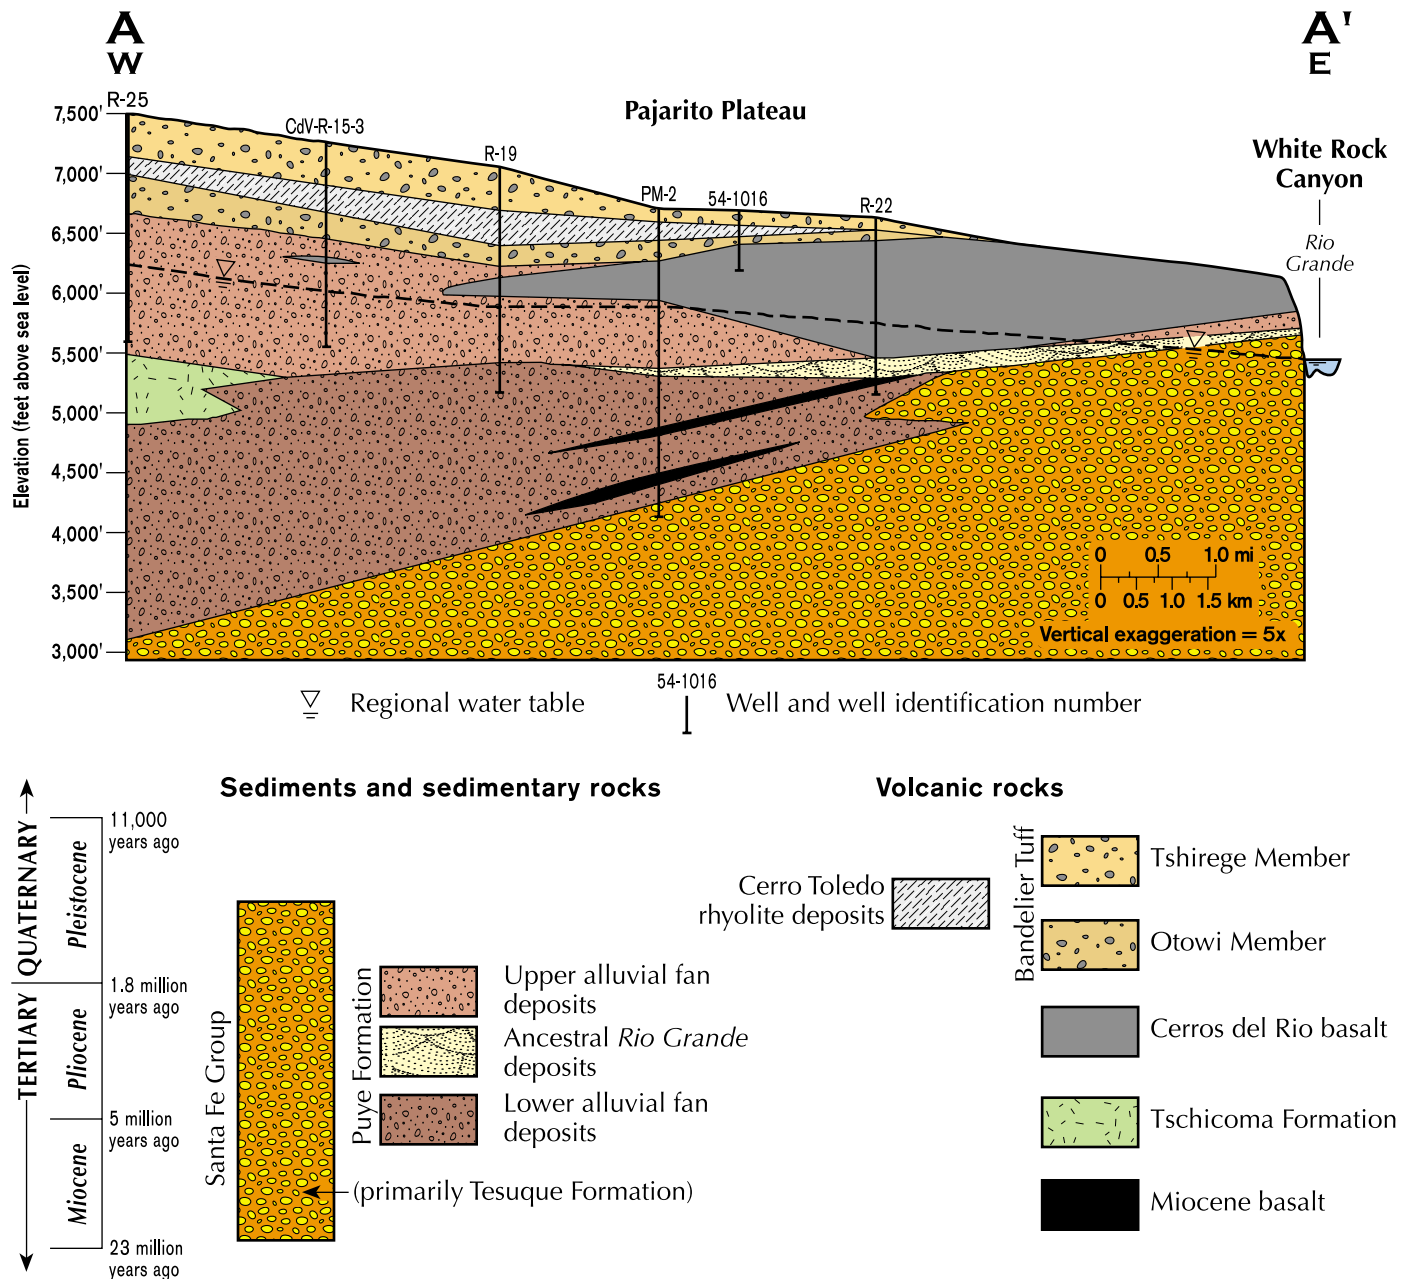 A
W
A'
E
R-25
Pajarito Plateau
CdV-R-15-3
R-19
PM-2
54-1016
R-22
White Rock
Canyon
Rio
Grande
Elevation (feet above sea level)
7,500'
7,000'
6,500'
6,000'
5,500'
5,000'
4,500'
4,000'
3,500'
3,000'
0 0.5 1.0 mi
0 0.5 1.0 1.5 km
Vertical exaggeration = 5x
Regional water table
54-1016
Well and well identification number
Sediments and sedimentary rocks
Volcanic rocks
QUATERNARY
TERTIARY
Pleistocene
Pliocene
Miocene
11,000
years ago
1.8 million
years ago
5 million
years ago
23 million
years ago
Santa Fe Group
Puye Formation
Upper alluvial fan
deposits
Ancestral Rio Grande
deposits
Lower alluvial fan
deposits
(primarily Tesuque Formation)
Cerro Toledo
rhyolite deposits
Bandelier Tuff
Tshirege Member
Otowi Member
Cerros del Rio basalt
Tschicoma Formation
Miocene basalt